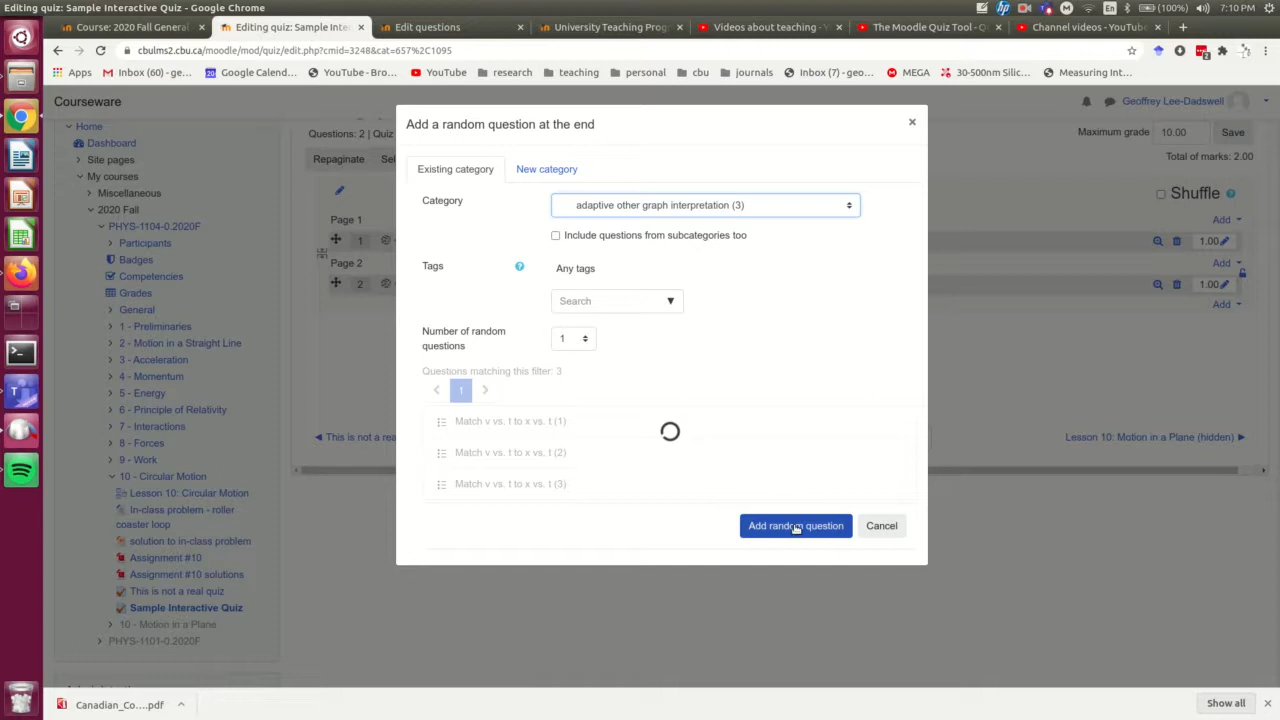 Editing quiz: Sample Interactive Quiz - Google Chrome
En
(100%)
7:10 PM
Course: 2020 Fall General
Editing quiz: Sample Inte
Edit questions
University Teaching Prog
Videos about teaching -
The Moodle Quiz Tool - Q
Channel videos - YouTube
cbulms2.cbu.ca/moodle/mod/quiz/edit.php?cmid=3248&cat=657%2C1095
Apps
Inbox (60) - ge...
Google Calend...
YouTube - Bro...
YouTube
research
teaching
personal
cbu
journals
Inbox (7) - geo...
MEGA
30-500nm Silic...
Measuring Int...
Courseware
Geoffrey Lee-Dadswell
Home
Dashboard
Site pages
My courses
Miscellaneous
2020 Fall
PHYS-1104-0.2020F
Participants
Badges
Competencies
Grades
General
1 - Preliminaries
2 - Motion in a Straight Line
3 - Acceleration
4 - Momentum
5 - Energy
6 - Principle of Relativity
7 - Interactions
8 - Forces
9 - Work
10 - Circular Motion
Lesson 10: Circular Motion
In-class problem - roller
coaster loop
solution to in-class problem
Assignment #10
Assignment #10 solutions
This is not a real quiz
Sample Interactive Quiz
10 - Motion in a Plane
PHYS-1101-0.2020F
Questions: 2 | Quiz
Maximum grade
10.00
Save
Repaginate
Sel
Total of marks: 2.00
Shuffle
Page 1
Add
1
1.00
Page 2
Add
2
1.00
Add
This is not a rea
Lesson 10: Motion in a Plane (hidden)
Add a random question at the end
×
Existing category
New category
Category
adaptive other graph interpretation (3)
Include questions from subcategories too
Tags
Any tags
Search
Number of random
questions
1
Questions matching this filter: 3
1
Match v vs. t to x vs. t (1)
Match v vs. t to x vs. t (2)
Match v vs. t to x vs. t (3)
Add random question
Cancel
Canadian_Co....pdf
Show all